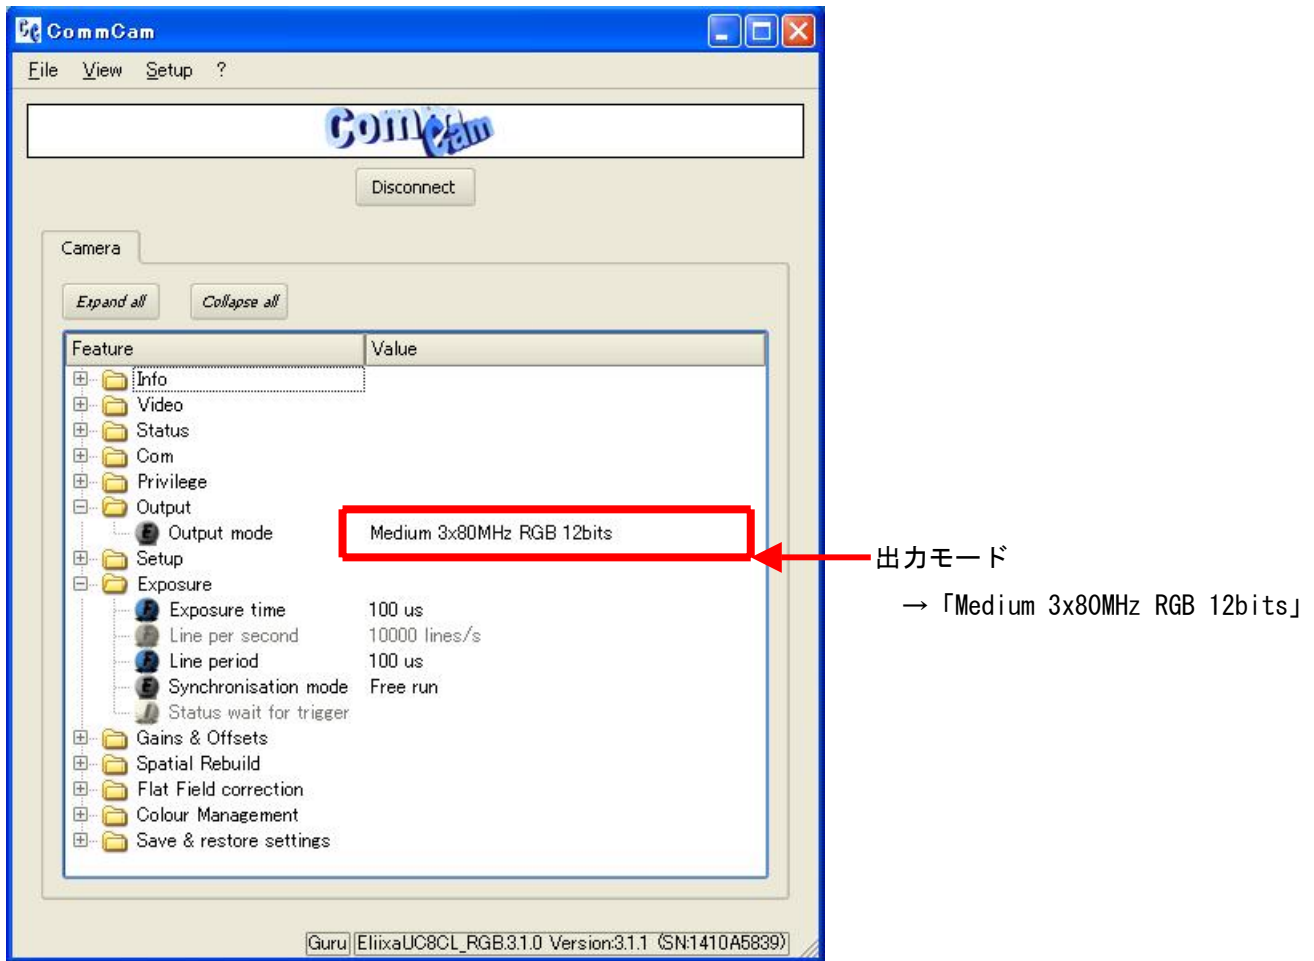 CommCam
File View Setup ?
CommCam
Disconnect
Camera
Expand all Collapse all
Feature Value
Info
Video
Status
Com
Privilege
Output
Output mode Medium 3x80MHz RGB 12bits
出力モード
Setup
Exposure
→「Medium 3x80MHz RGB 12bits」
Exposure time 100 us
Line per second 10000 lines/s
Line period 100 us
Synchronisation mode Free run
Status wait for trigger
Gains & Offsets
Spatial Rebuild
Flat Field correction
Colour Management
Save & restore settings
Guru EliixaUC8CL_RGB.3.1.0 Version:3.1.1 (SN:1410A5839)